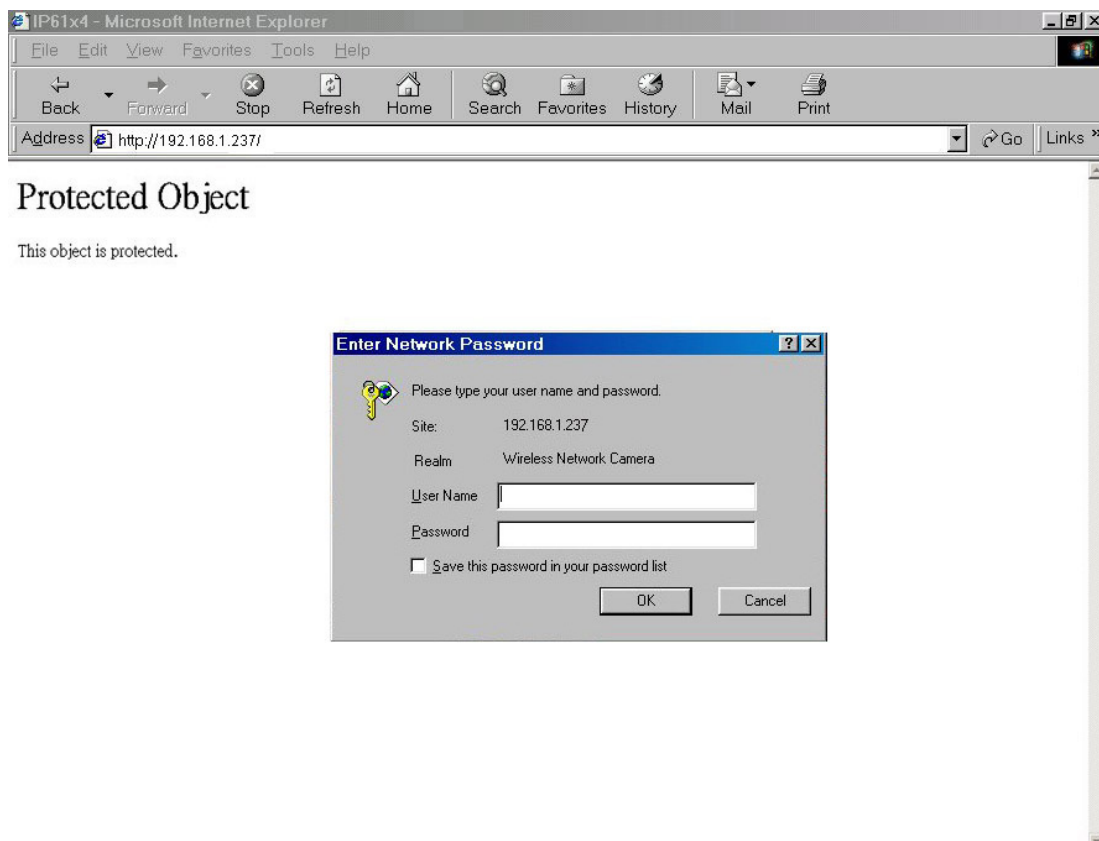 IP61x4 - Microsoft Internet Explorer
File Edit View Favorites Tools Help
Back Forward Stop Refresh Home Search Favorites History Mail Print
Address http://192.168.1.237/ Go Links »
Protected Object
This object is protected.
Enter Network Password
Please type your user name and password.
Site: 192.168.1.237
Realm Wireless Network Camera
User Name
Password
Save this password in your password list
OK Cancel